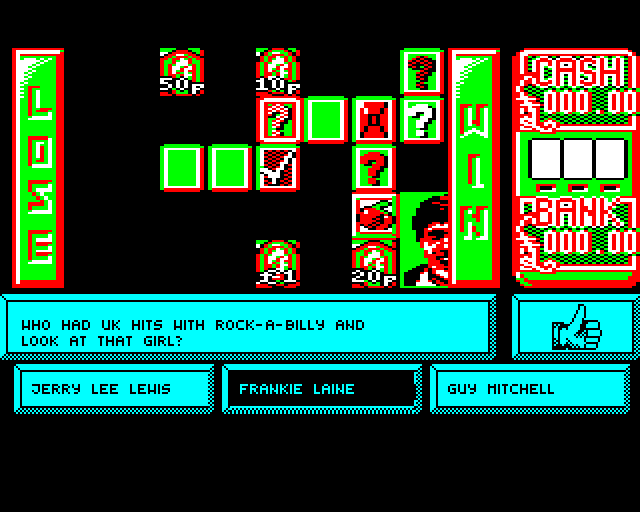 50p
10p
CASH
000.00
LOSE
WIN
BANK
000.00
£1
20p
WHO HAD UK HITS WITH ROCK-A-BILLY AND
LOOK AT THAT GIRL?
JERRY LEE LEWIS
FRANKIE LAINE
GUY MITCHELL